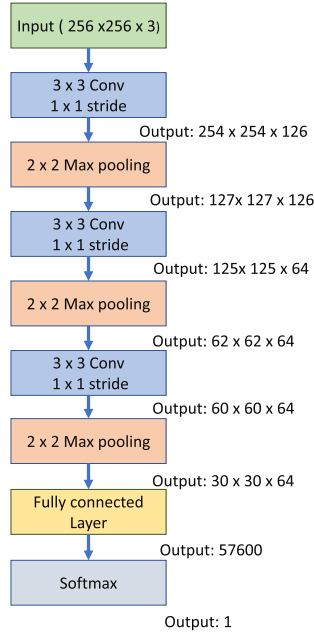 Input ( 256 x256 x 3)
3 x 3 Conv
1 x 1 stride
Output: 254 x 254 x 126
2 x 2 Max pooling
Output: 127x 127 x 126
3 x 3 Conv
1 x 1 stride
Output: 125x 125 x 64
2 x 2 Max pooling
Output: 62 x 62 x 64
3 x 3 Conv
1 x 1 stride
Output: 60 x 60 x 64
2 x 2 Max pooling
Output: 30 x 30 x 64
Fully connected
Layer
Output: 57600
Softmax
Output: 1